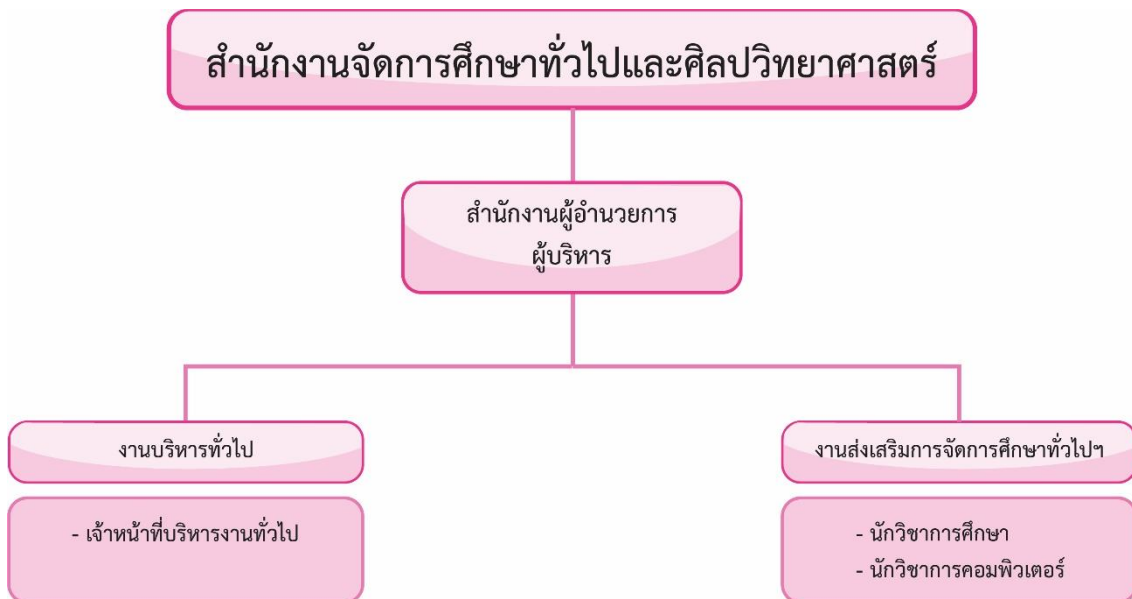 สำนักงานจัดการศึกษาทั่วไปและศิลปวิทยาศาสตร์
สำนักงานผู้อำนวยการ
ผู้บริหาร
งานบริหารทั่วไป
- เจ้าหน้าที่บริหารงานทั่วไป
งานส่งเสริมการจัดการศึกษาทั่วไปฯ
- นักวิชาการศึกษา
- นักวิชาการคอมพิวเตอร์